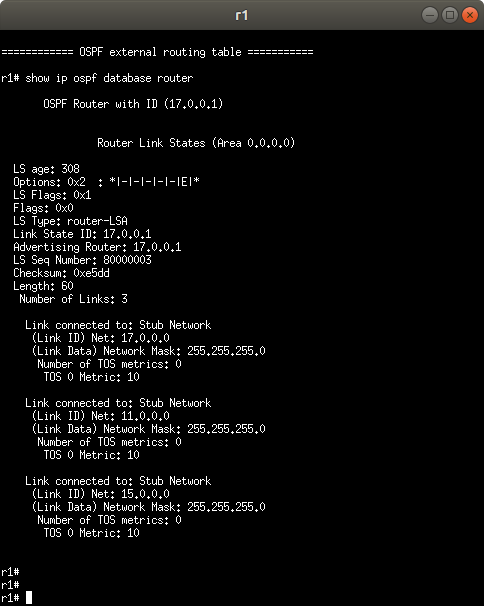 r1
============ OSPF external routing table ===========
r1# show ip ospf database router
OSPF Router with ID (17.0.0.1)
Router Link States (Area 0.0.0.0)
LS age: 308
Options: 0x2  : *|-|-|-|-|-|E|*
LS Flags: 0x1
Flags: 0x0
LS Type: router-LSA
Link State ID: 17.0.0.1
Advertising Router: 17.0.0.1
LS Seq Number: 80000003
Checksum: 0xe5dd
Length: 60
Number of Links: 3
Link connected to: Stub Network
(Link ID) Net: 17.0.0.0
(Link Data) Network Mask: 255.255.255.0
Number of TOS metrics: 0
TOS 0 Metric: 10
Link connected to: Stub Network
(Link ID) Net: 11.0.0.0
(Link Data) Network Mask: 255.255.255.0
Number of TOS metrics: 0
TOS 0 Metric: 10
Link connected to: Stub Network
(Link ID) Net: 15.0.0.0
(Link Data) Network Mask: 255.255.255.0
Number of TOS metrics: 0
TOS 0 Metric: 10
r1#
r1#
r1#